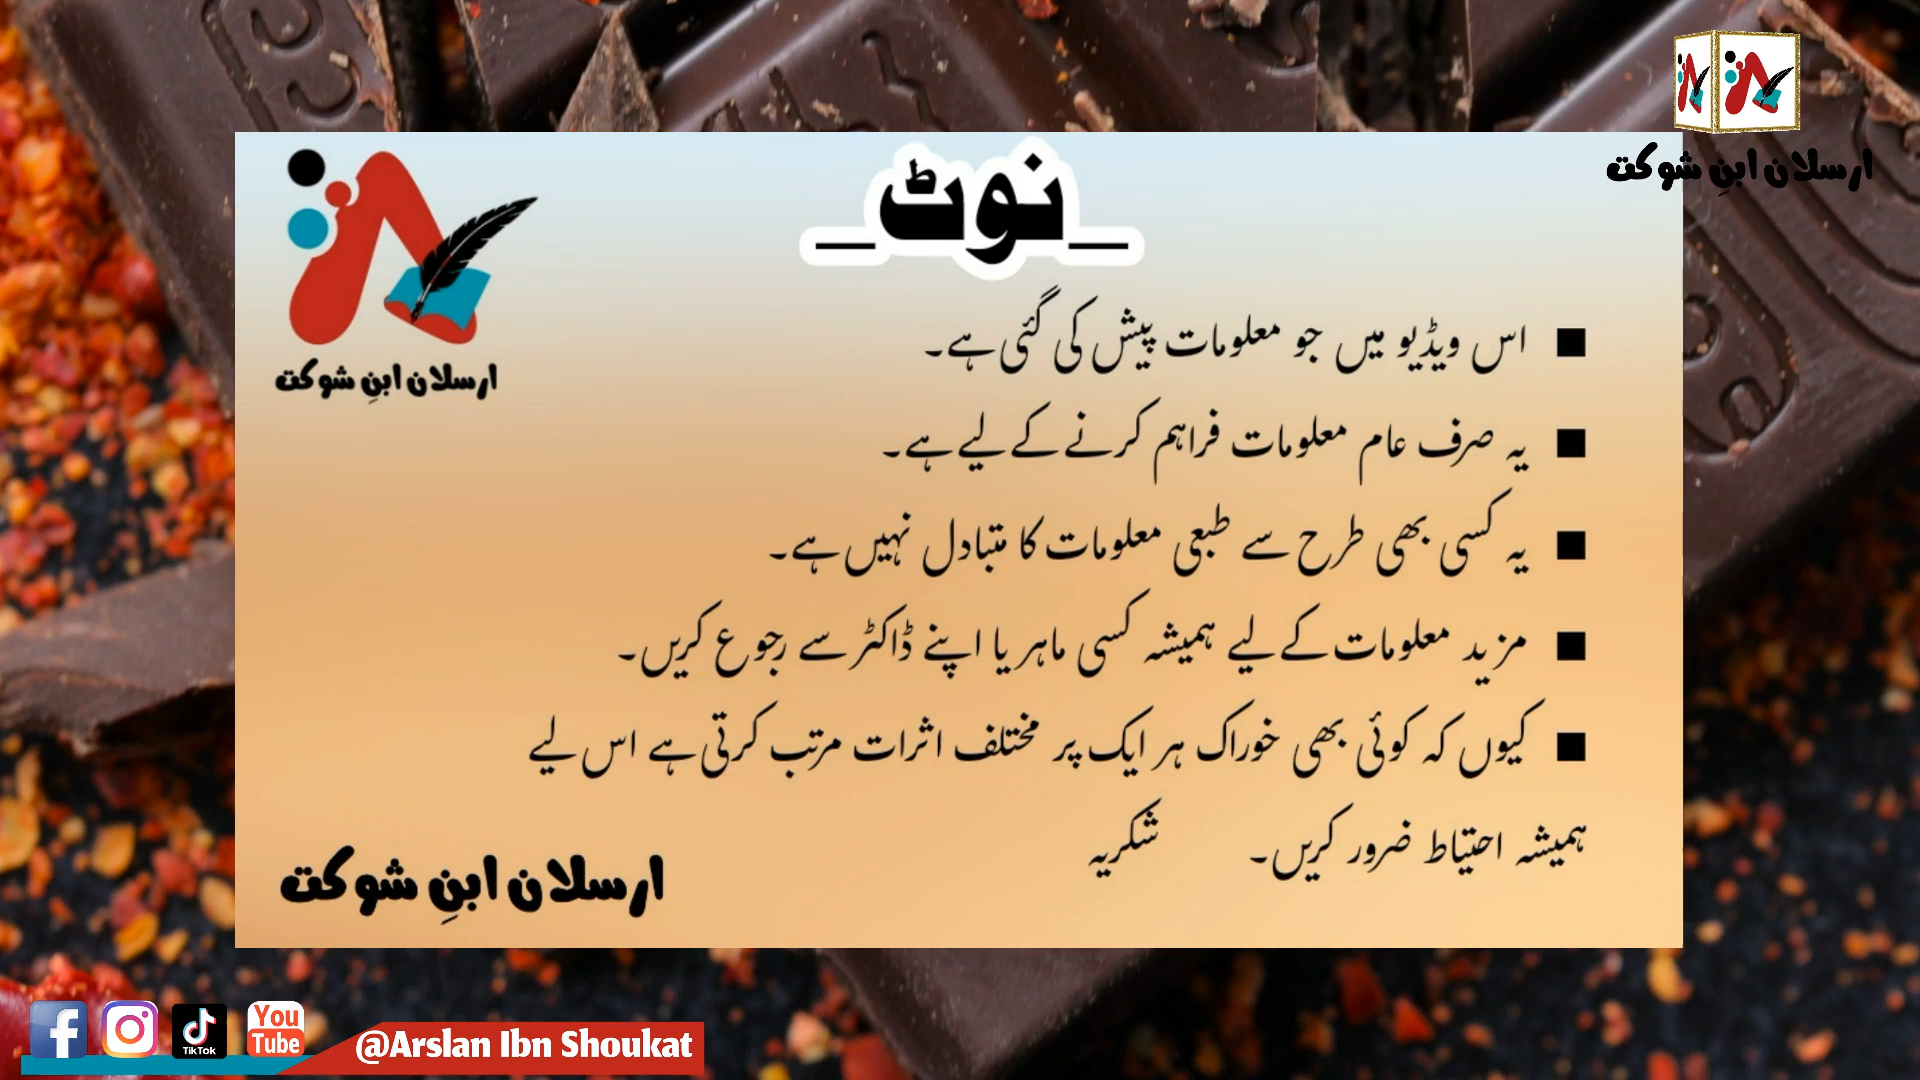 ارسلان ابنِ شوکت
_نوٹ_
ارسلان ابنِ شوکت
■ اس ویڈیو میں جو معلومات پیش کی گئی ہے۔
■ یہ صرف عام معلومات فراہم کرنے کے لیے ہے۔
■ یہ کسی بھی طرح سے طبعی معلومات کا متبادل نہیں ہے۔
■ مزید معلومات کے لیے ہمیشہ کسی ماہر یا اپنے ڈاکٹر سے رجوع کریں۔
■ کیوں کہ کوئی بھی خوراک ہر ایک پر مختلف اثرات مرتب کرتی ہے اس لیے
ہمیشہ احتیاط ضرور کریں۔ شکریہ
ارسلان ابنِ شوکت
TikTok
You
Tube
@Arslan Ibn Shoukat